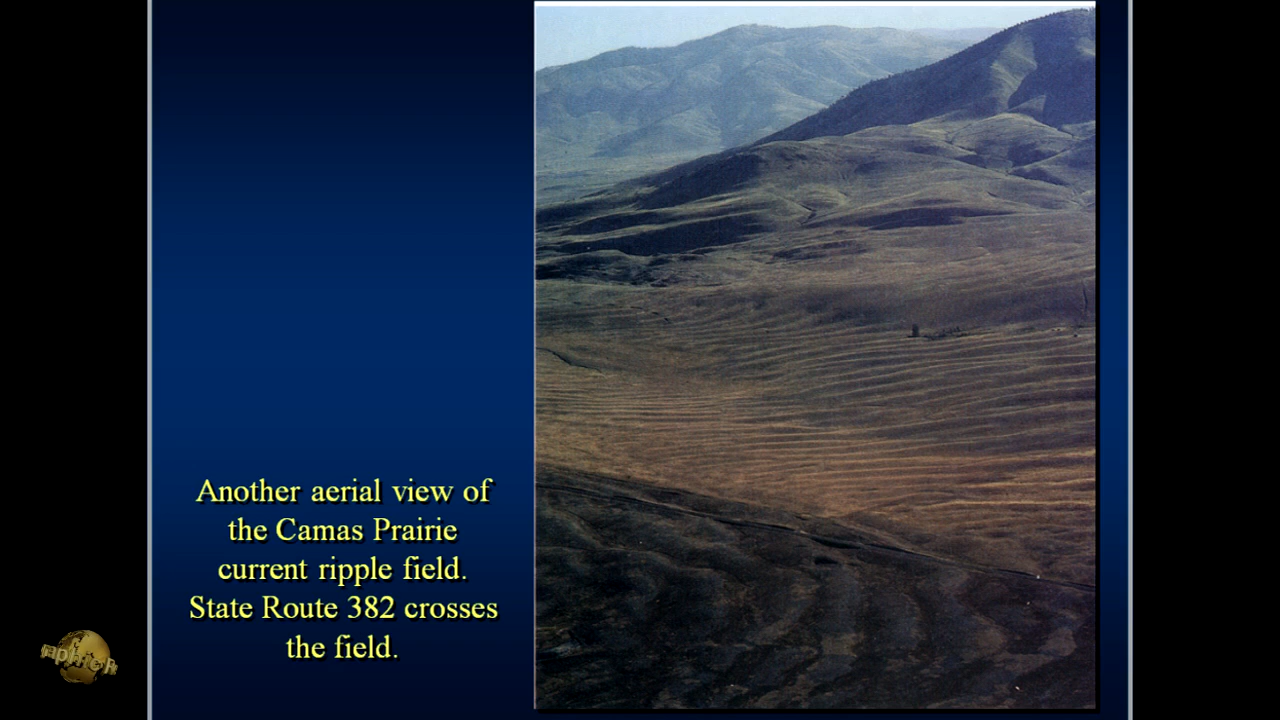 Another aerial view of
the Camas Prairie
current ripple field.
State Route 382 crosses
the field.